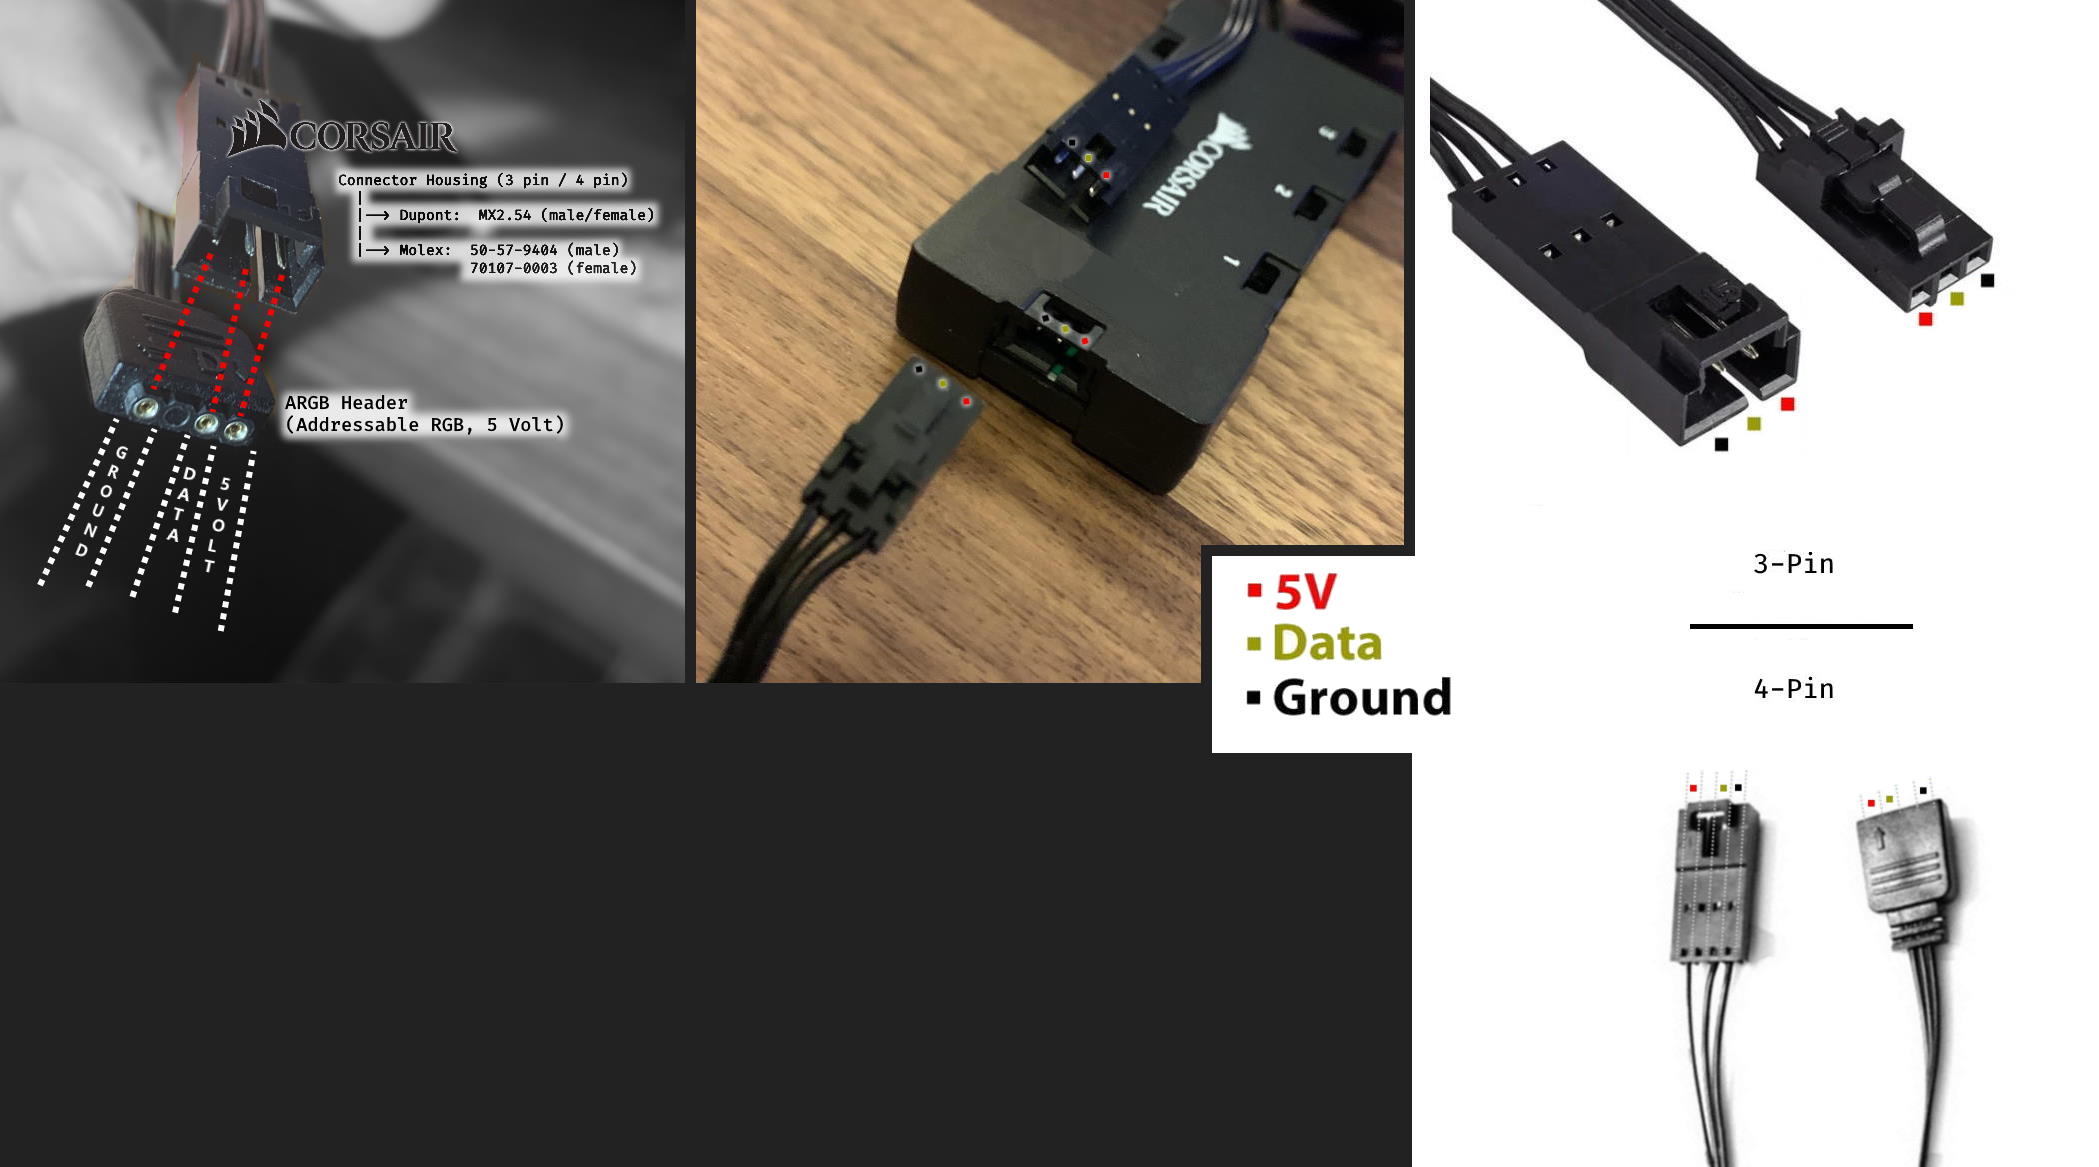 CORSAIR
Connector Housing (3 pin / 4 pin)
Dupont: MX2.54 (male/female)
Molex: 50-57-9404 (male)
70107-0003 (female)
ARGB Header
(Addressable RGB, 5 Volt)
GROUND
DATA
5VOLT
CORSAIR
1
2
3
5V
Data
Ground
3-Pin
4-Pin